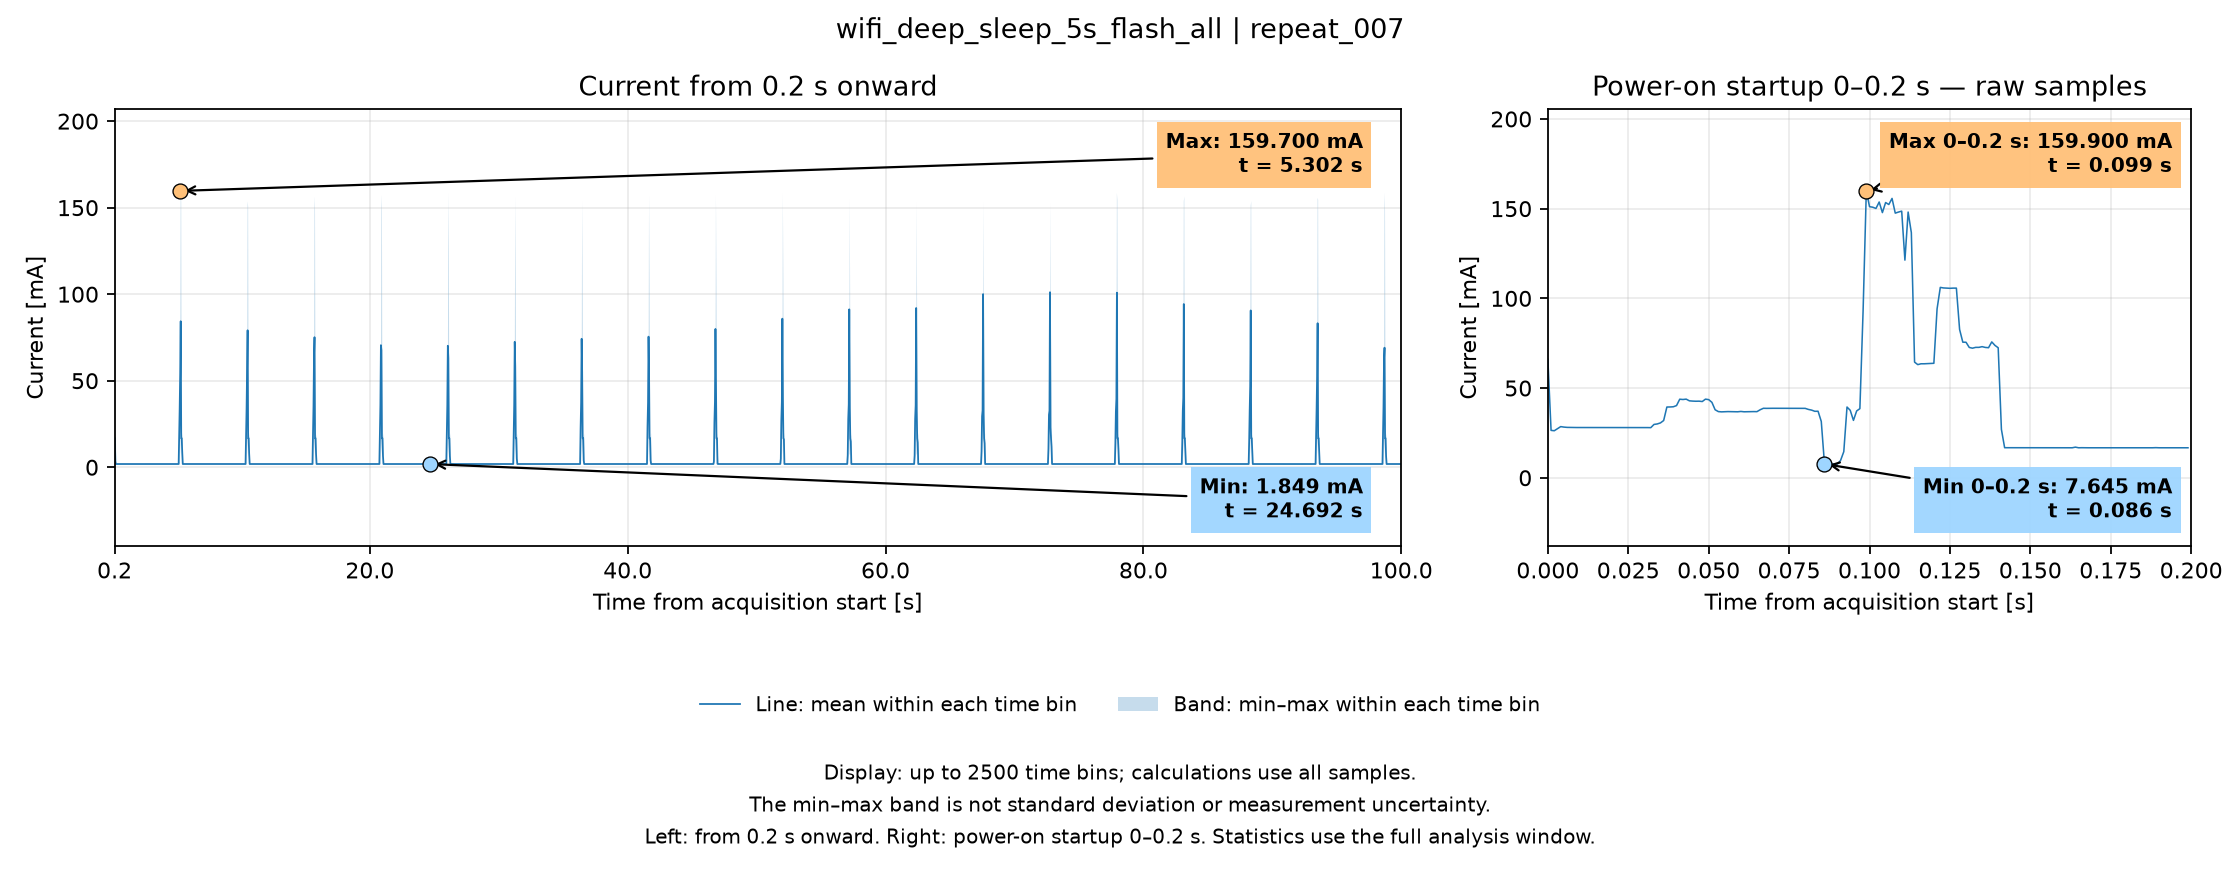 wifi_deep_sleep_5s_flash_all | repeat_007
Current from 0.2 s onward
Current [mA]
200
150
100
50
0
Max: 159.700 mA
t = 5.302 s
Min: 1.849 mA
t = 24.692 s
0.2 20.0 40.0 60.0 80.0 100.0
Time from acquisition start [s]
Power-on startup 0–0.2 s — raw samples
Current [mA]
200
150
100
50
0
Max 0–0.2 s: 159.900 mA
t = 0.099 s
Min 0–0.2 s: 7.645 mA
t = 0.086 s
0.000 0.025 0.050 0.075 0.100 0.125 0.150 0.175 0.200
Time from acquisition start [s]
Line: mean within each time bin
Band: min–max within each time bin
Display: up to 2500 time bins; calculations use all samples.
The min–max band is not standard deviation or measurement uncertainty.
Left: from 0.2 s onward. Right: power-on startup 0–0.2 s. Statistics use the full analysis window.